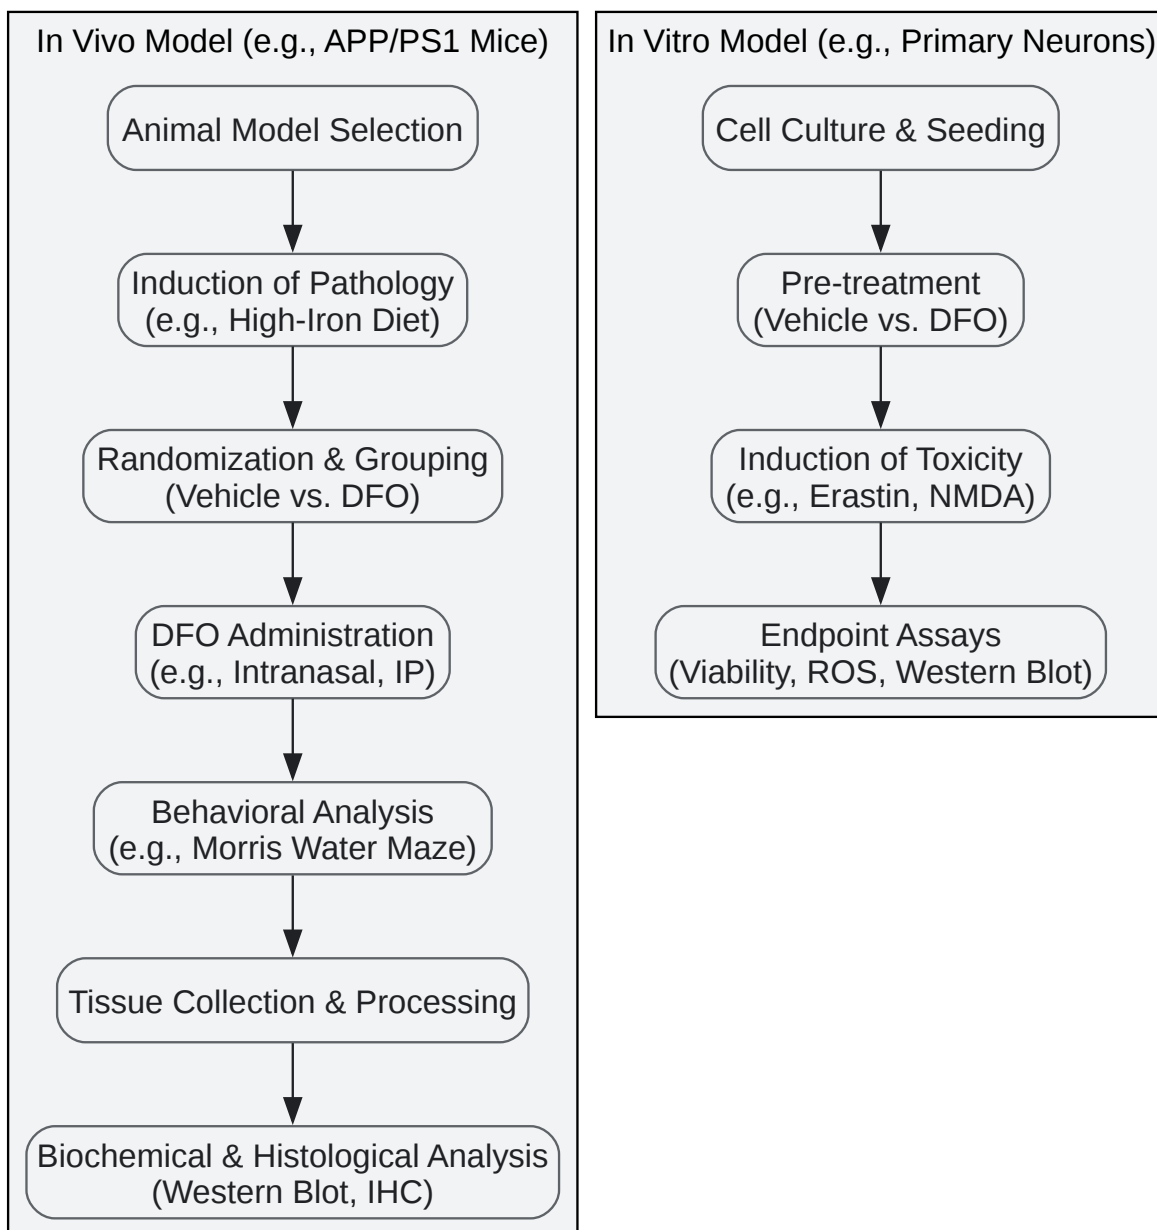 In Vivo Model (e.g., APP/PS1 Mice)
Animal Model Selection
Induction of Pathology
(e.g., High-Iron Diet)
Randomization & Grouping
(Vehicle vs. DFO)
DFO Administration
(e.g., Intranasal, IP)
Behavioral Analysis
(e.g., Morris Water Maze)
Tissue Collection & Processing
Biochemical & Histological Analysis
(Western Blot, IHC)
In Vitro Model (e.g., Primary Neurons)
Cell Culture & Seeding
Pre-treatment
(Vehicle vs. DFO)
Induction of Toxicity
(e.g., Erastin, NMDA)
Endpoint Assays
(Viability, ROS, Western Blot)